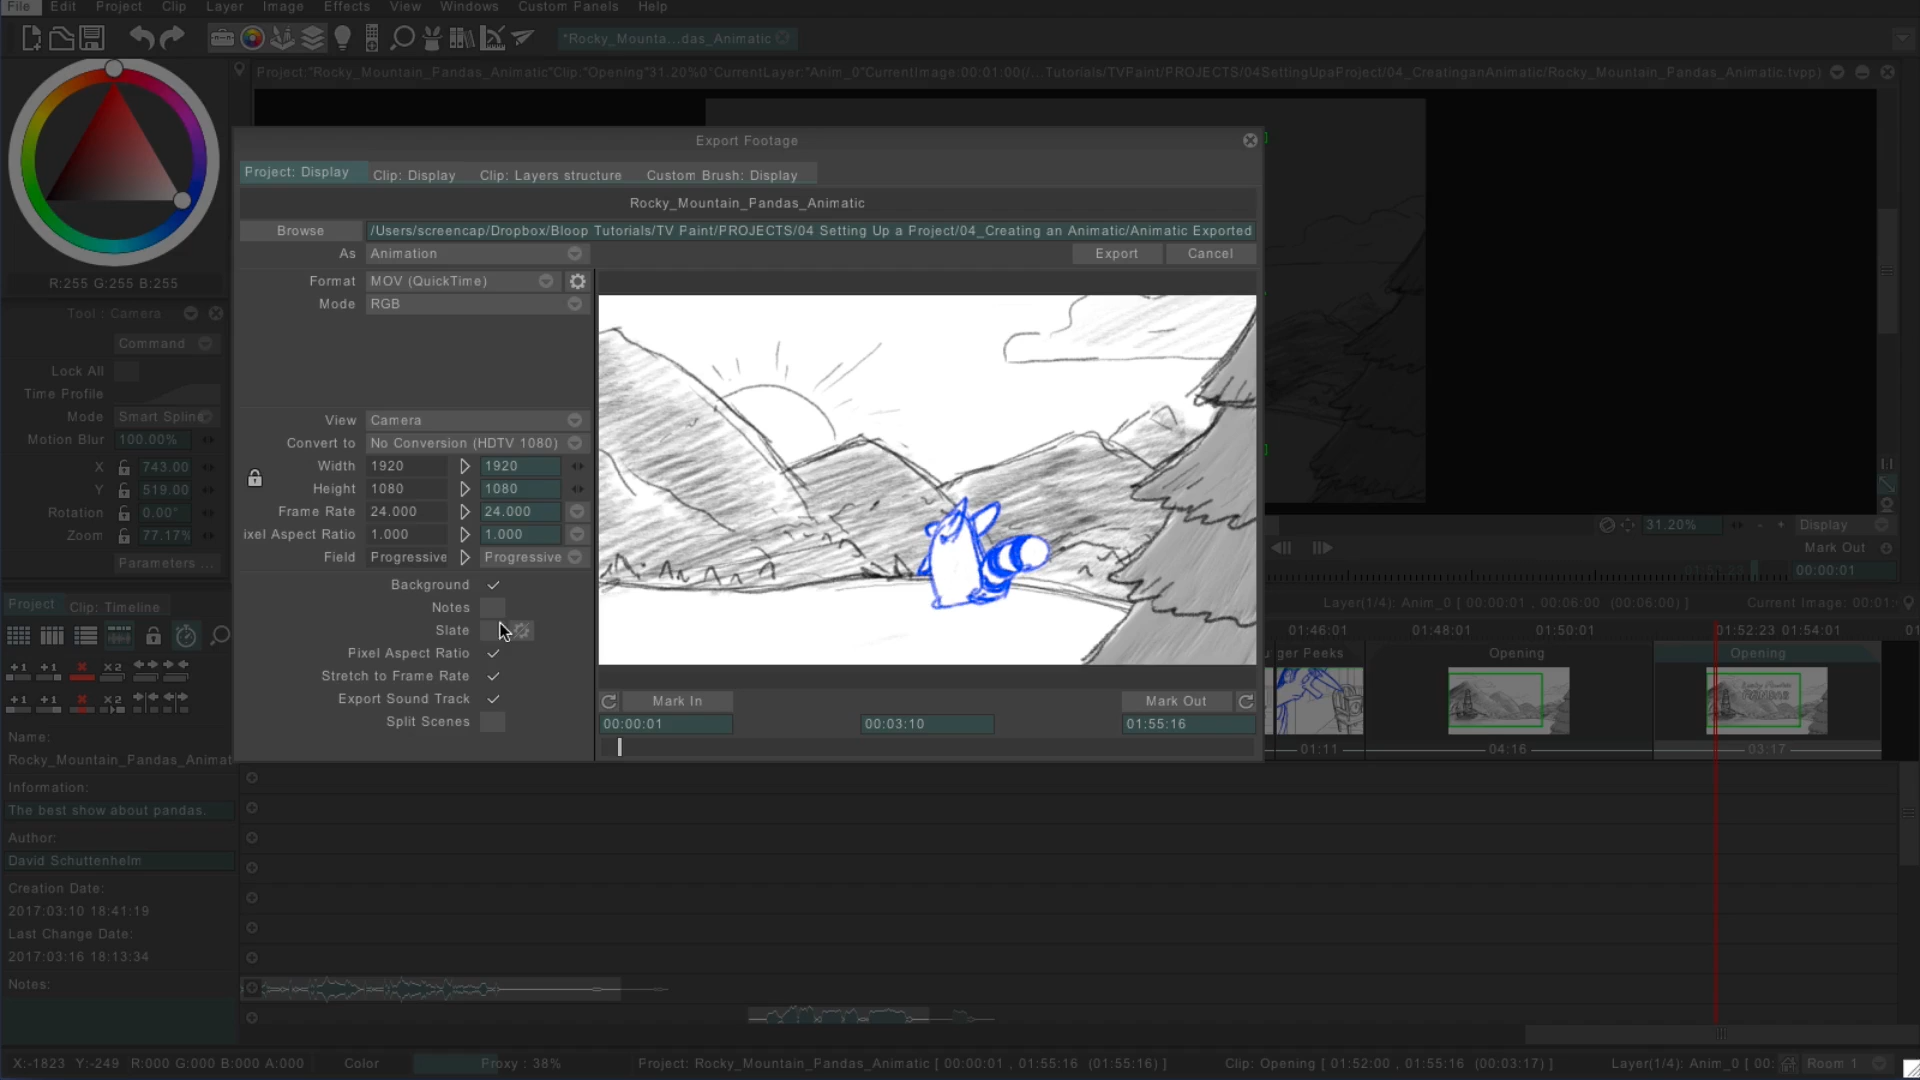 File Edit Project Clip Layer Image Effects View Windows Custom Panels Help
*Rocky_Mounta...das_Animatic
Project:"Rocky_Mountain_Pandas_Animatic"Clip:"Opening"31.20%0*CurrentLayer:"Anim_0"CurrentImage:00:01:00(/...Tutorials/TVPaint/PROJECTS/04SettingUpaProject/04_CreatinganAnimatic/Rocky_Mountain_Pandas_Animatic.tvpp)
Export Footage
Project: Display Clip: Display Clip: Layers structure Custom Brush: Display
Rocky_Mountain_Pandas_Animatic
Browse /Users/screencap/Dropbox/Bloop Tutorials/TV Paint/PROJECTS/04 Setting Up a Project/04_Creating an Animatic/Animatic Exported
As Animation Export Cancel
Format MOV (QuickTime)
Mode RGB
View Camera
Convert to No Conversion (HDTV 1080)
Width 1920 1920
Height 1080 1080
Frame Rate 24.000 24.000
ixel Aspect Ratio 1.000 1.000
Field Progressive Progressive
Background
Notes
Slate
Pixel Aspect Ratio
Stretch to Frame Rate
Export Sound Track
Split Scenes
Mark In Mark Out
00:00:01 00:03:10 01:55:16
R:255 G:255 B:255
Tool : Camera
Command
Lock All
Time Profile
Mode Smart Spline
Motion Blur 100.00%
X 743.00
Y 519.00
Rotation 0.00°
Zoom 77.17%
Parameters ...
31.20% - + Display
Mark Out
00:00:01
Layer(1/4): Anim_0 [ 00:00:01 , 00:06:00 (00:06:00) ] Current Image: 00:01:
01:46:01 01:48:01 01:50:01 01:52:23 01:54:01
ger Peeks Opening Opening
01:11 04:16 03:17
Project Clip: Timeline
+1 +1 x2
+1 +1 x2
Name:
Rocky_Mountain_Pandas_Animat
Information:
The best show about pandas.
Author:
David Schuttenhelm
Creation Date:
2017:03:10 18:41:19
Last Change Date:
2017:03:16 18:13:34
Notes:
X:-1823 Y:-249 R:000 G:000 B:000 A:000 Color Proxy : 38% Project: Rocky_Mountain_Pandas_Animatic [ 00:00:01 , 01:55:16 (01:55:16) ] Clip: Opening [ 01:52:00 , 01:55:16 (00:03:17) ] Layer(1/4): Anim_0 [ 00: Room 1